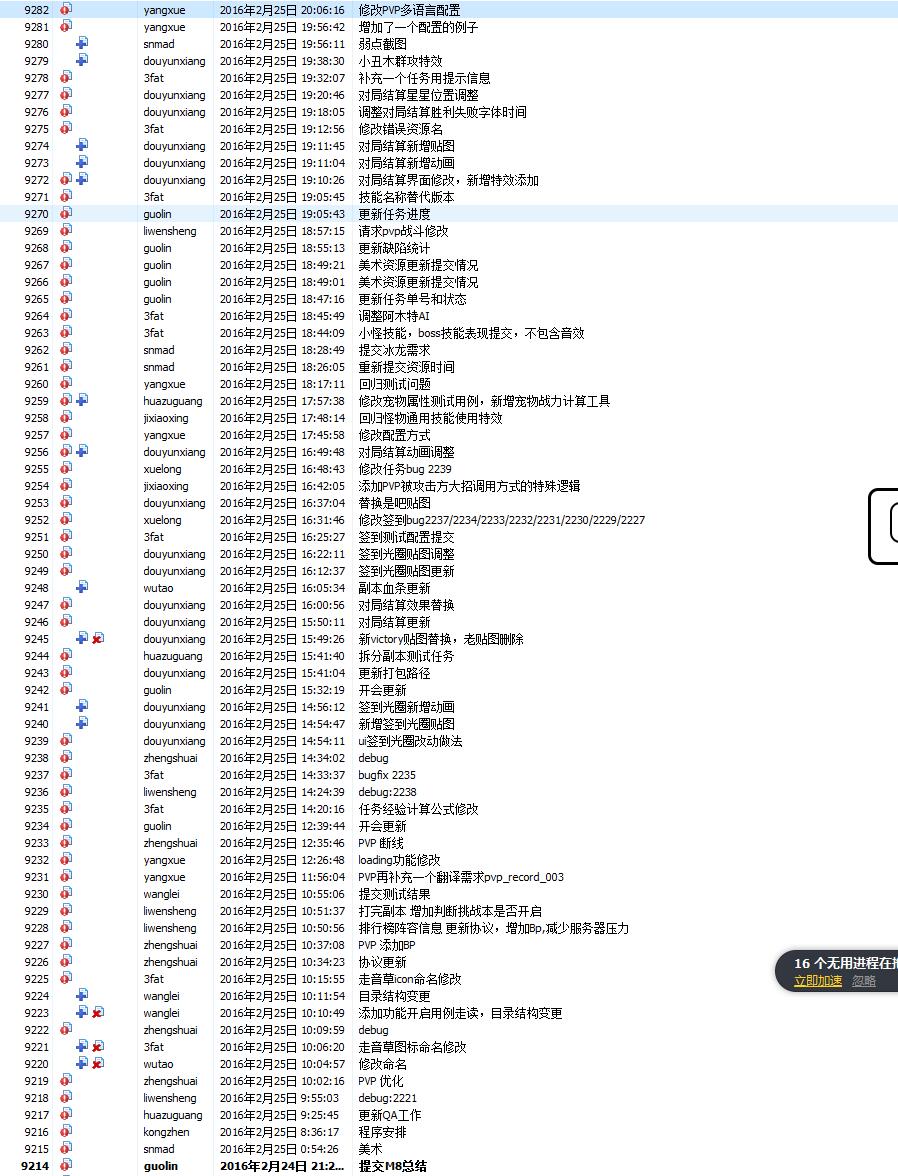 9282 yangxue 2016年2月25日 20:06:16 修改PVP多语言配置
9281 yangxue 2016年2月25日 19:56:42 增加了一个配置的例子
9280 snmad 2016年2月25日 19:56:11 弱点截图
9279 douyunxiang 2016年2月25日 19:38:30 小丑木群攻特效
9278 3fat 2016年2月25日 19:32:07 补充一个任务用提示信息
9277 douyunxiang 2016年2月25日 19:20:46 对局结算星星位置调整
9276 douyunxiang 2016年2月25日 19:18:05 调整对局结算胜利失败字体时间
9275 3fat 2016年2月25日 19:12:56 修改错误资源名
9274 douyunxiang 2016年2月25日 19:11:45 对局结算新增贴图
9273 douyunxiang 2016年2月25日 19:11:04 对局结算新增动画
9272 douyunxiang 2016年2月25日 19:10:26 对局结算界面修改，新增特效添加
9271 3fat 2016年2月25日 19:05:45 技能名称替代版本
9270 guolin 2016年2月25日 19:05:43 更新任务进度
9269 liwensheng 2016年2月25日 18:57:15 请求pvp战斗修改
9268 guolin 2016年2月25日 18:55:13 更新缺陷统计
9267 guolin 2016年2月25日 18:49:21 美术资源更新提交情况
9266 guolin 2016年2月25日 18:49:01 美术资源更新提交情况
9265 guolin 2016年2月25日 18:47:16 更新任务单号和状态
9264 3fat 2016年2月25日 18:45:49 调整阿木特AI
9263 3fat 2016年2月25日 18:44:09 小怪技能，boss技能表现提交，不包含音效
9262 snmad 2016年2月25日 18:28:49 提交冰龙需求
9261 snmad 2016年2月25日 18:26:05 重新提交资源时间
9260 yangxue 2016年2月25日 18:17:11 回归测试问题
9259 huazuguang 2016年2月25日 17:57:38 修改宠物属性测试用例，新增宠物战力计算工具
9258 jixiaoxing 2016年2月25日 17:48:14 回归怪物通用技能使用特效
9257 yangxue 2016年2月25日 17:45:58 修改配置方式
9256 douyunxiang 2016年2月25日 16:49:48 对局结算动画调整
9255 xuelong 2016年2月25日 16:48:43 修改任务bug 2239
9254 jixiaoxing 2016年2月25日 16:42:05 添加PVP被攻击方大招调用方式的特殊逻辑
9253 douyunxiang 2016年2月25日 16:37:04 替换是吧贴图
9252 xuelong 2016年2月25日 16:31:46 修改签到bug2237/2234/2233/2232/2231/2230/2229/2227
9251 3fat 2016年2月25日 16:25:27 签到测试配置提交
9250 douyunxiang 2016年2月25日 16:22:11 签到光圈贴图调整
9249 douyunxiang 2016年2月25日 16:12:37 签到光圈贴图更新
9248 wutao 2016年2月25日 16:05:34 副本血条更新
9247 douyunxiang 2016年2月25日 16:00:56 对局结算效果替换
9246 douyunxiang 2016年2月25日 15:50:11 对局结算更新
9245 douyunxiang 2016年2月25日 15:49:26 新victory贴图替换，老贴图删除
9244 huazuguang 2016年2月25日 15:41:40 拆分副本测试任务
9243 douyunxiang 2016年2月25日 15:41:04 更新打包路径
9242 guolin 2016年2月25日 15:32:19 开会更新
9241 douyunxiang 2016年2月25日 14:56:12 签到光圈新增动画
9240 douyunxiang 2016年2月25日 14:54:47 新增签到光圈贴图
9239 douyunxiang 2016年2月25日 14:54:11 ui签到光圈改动做法
9238 zhengshuai 2016年2月25日 14:34:02 debug
9237 3fat 2016年2月25日 14:33:37 bugfix 2235
9236 liwensheng 2016年2月25日 14:24:39 debug:2238
9235 3fat 2016年2月25日 14:20:16 任务经验计算公式修改
9234 guolin 2016年2月25日 12:39:44 开会更新
9233 zhengshuai 2016年2月25日 12:35:46 PVP 断线
9232 yangxue 2016年2月25日 12:26:48 loading功能修改
9231 yangxue 2016年2月25日 11:56:04 PVP再补充一个翻译需求pvp_record_003
9230 wanglei 2016年2月25日 10:55:06 提交测试结果
9229 liwensheng 2016年2月25日 10:51:37 打完副本 增加判断挑战本是否开启
9228 liwensheng 2016年2月25日 10:50:56 排行榜阵容信息 更新协议，增加Bp,减少服务器压力
9227 zhengshuai 2016年2月25日 10:37:08 PVP 添加BP
9226 zhengshuai 2016年2月25日 10:34:23 协议更新
9225 3fat 2016年2月25日 10:15:55 走音草icon命名修改
9224 wanglei 2016年2月25日 10:11:54 目录结构变更
9223 wanglei 2016年2月25日 10:10:49 添加功能开启用例走读，目录结构变更
9222 zhengshuai 2016年2月25日 10:09:59 debug
9221 3fat 2016年2月25日 10:06:20 走音草图标命名修改
9220 wutao 2016年2月25日 10:04:57 修改命名
9219 zhengshuai 2016年2月25日 10:02:16 PVP 优化
9218 liwensheng 2016年2月25日 9:55:03 debug:2221
9217 huazuguang 2016年2月25日 9:25:45 更新QA工作
9216 kongzhen 2016年2月25日 8:36:17 程序安排
9215 snmad 2016年2月25日 0:54:26 美术
9214 guolin 2016年2月24日 21:2... 提交M8总结
16 个无用进程在拖
立即加速 忽略